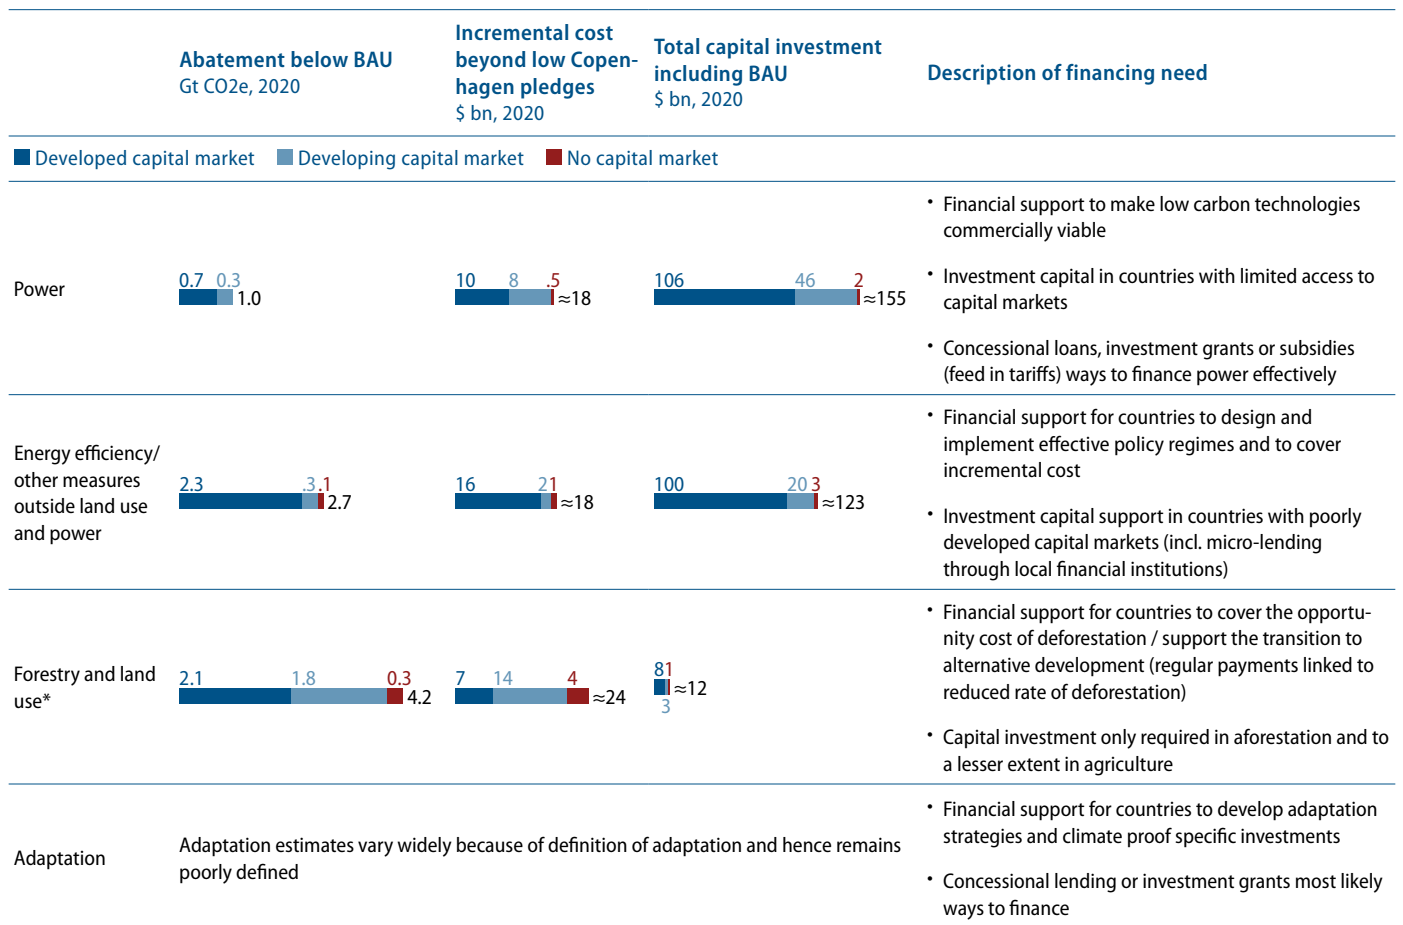 Abatement below BAU
Gt CO2e, 2020
Incremental cost
beyond low Copen-
hagen pledges
$ bn, 2020
Total capital investment
including BAU
$ bn, 2020
Description of financing need
Developed capital market
Developing capital market
No capital market
Power
0.7 0.3
1.0
10 8 .5
≈18
106 46 2
≈155
• Financial support to make low carbon technologies
commercially viable
• Investment capital in countries with limited access to
capital markets
• Concessional loans, investment grants or subsidies
(feed in tariffs) ways to finance power effectively
Energy efficiency/
other measures
outside land use
and power
2.3 .3 .1
2.7
16 2 1
≈18
100 20 3
≈123
• Financial support for countries to design and
implement effective policy regimes and to cover
incremental cost
• Investment capital support in countries with poorly
developed capital markets (incl. micro-lending
through local financial institutions)
Forestry and land
use*
2.1 1.8 0.3
4.2
7 14 4
≈24
8 1
≈12
3
• Financial support for countries to cover the opportu-
nity cost of deforestation / support the transition to
alternative development (regular payments linked to
reduced rate of deforestation)
• Capital investment only required in aforestation and to
a lesser extent in agriculture
Adaptation
Adaptation estimates vary widely because of definition of adaptation and hence remains
poorly defined
• Financial support for countries to develop adaptation
strategies and climate proof specific investments
• Concessional lending or investment grants most likely
ways to finance